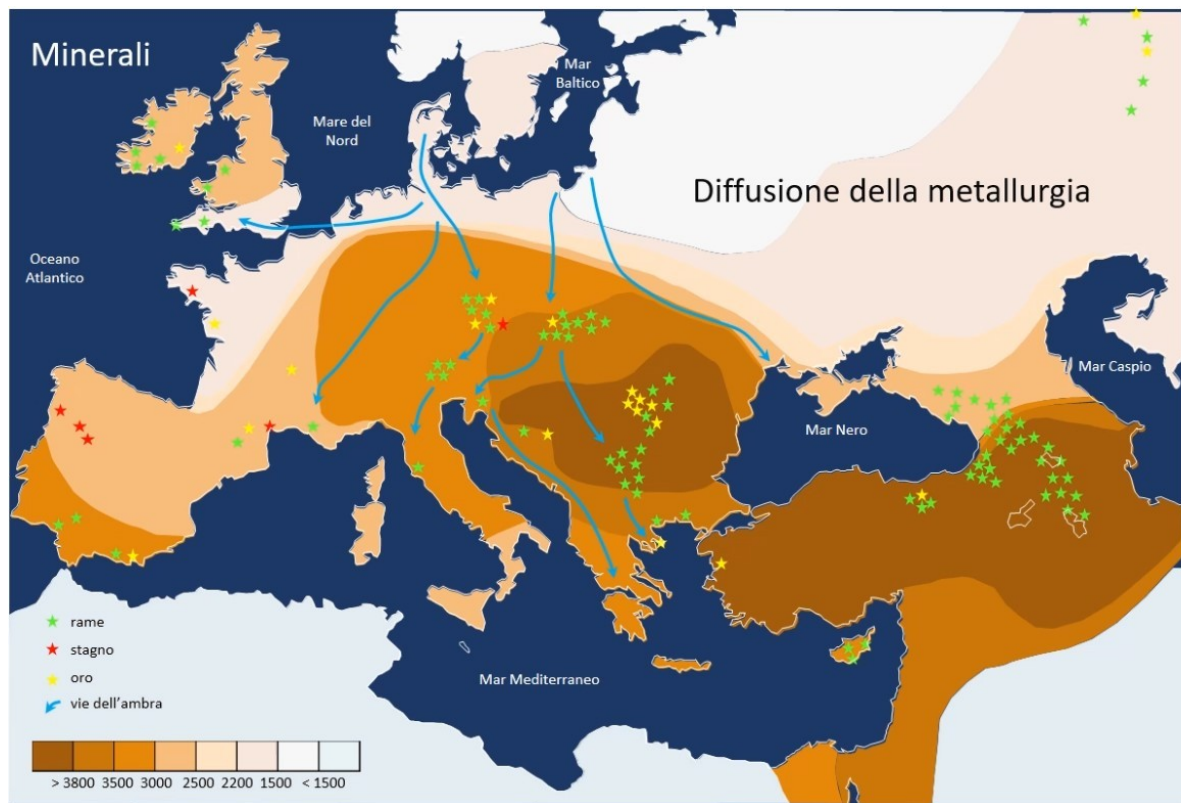 Minerali
Mar
Baltico
Mare del
Nord
Diffusione della metallurgia
Oceano
Atlantico
Mar Caspio
Mar Nero
rame
stagno
oro
Mar Mediterraneo
vie dell'ambra
> 3800 3500 3000 2500 2200 1500 < 1500